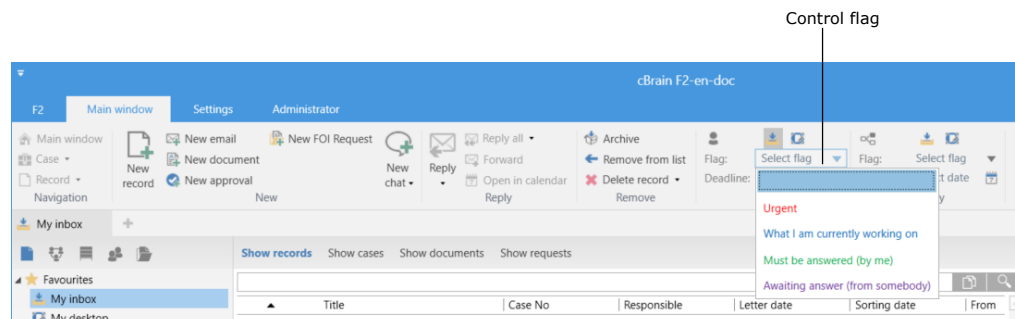 Control flag
cBrain F2-en-doc
F2 Main window Settings Administrator
Main window New email New FOI Request Reply all Archive
Case New document Forward Remove from list Flag: Select flag Flag: Select flag
Record New record New approval New chat Reply Open in calendar Delete record Deadline: t date
Navigation New Reply Remove y
Urgent
What I am currently working on
Must be answered (by me)
Awaiting answer (from somebody)
My inbox +
Show records Show cases Show documents Show requests
Favourites
My inbox
Title Case No Responsible Letter date Sorting date From
My desktop